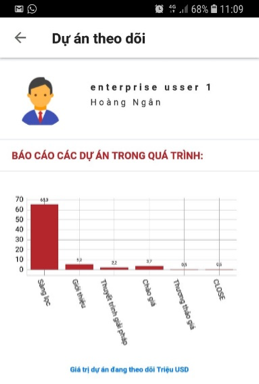 4G 68% 11:09
Dự án theo dõi
enterprise usser 1
Hoàng Ngân
BÁO CÁO CÁC DỰ ÁN TRONG QUÁ TRÌNH:
70
60
50
40
30
20
10
0
Sàng lọc
Giới thiệu
Thuyết trình giải pháp
Chào giá
Thương thảo giá
CLOSE
Giá trị dự án đang theo dõi Triệu USD